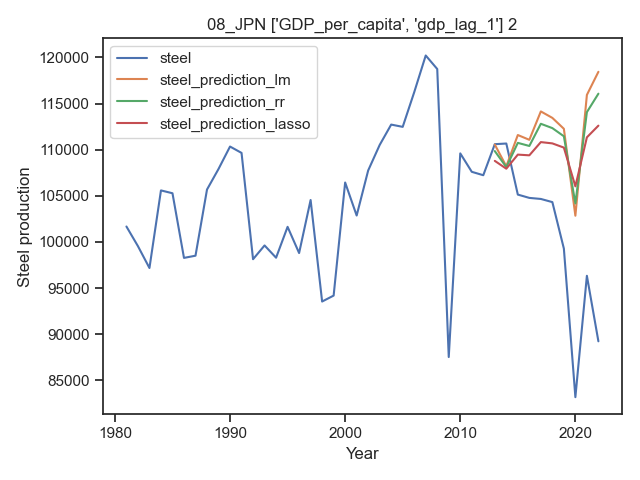 08_JPN ['GDP_per_capita', 'gdp_lag_1'] 2
steel
steel_prediction_lm
steel_prediction_rr
steel_prediction_lasso
120000
115000
110000
105000
100000
95000
90000
85000
Steel production
1980
1990
2000
2010
2020
Year